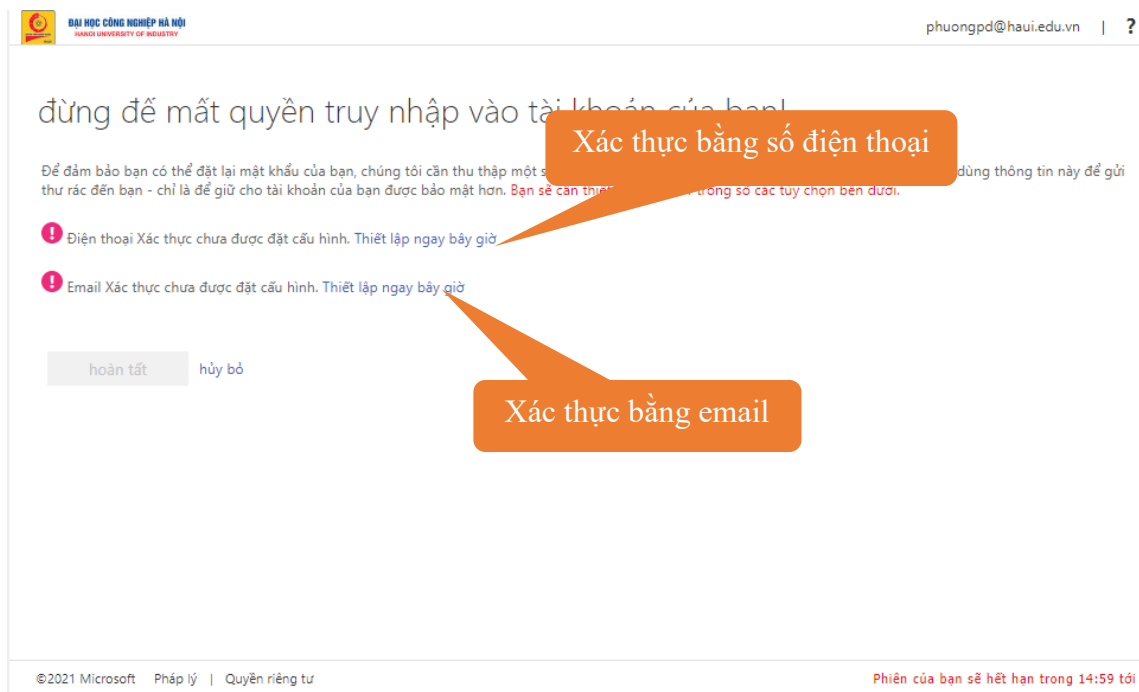 ĐẠI HỌC CÔNG NGHIỆP HÀ NỘI
HANOI UNIVERSITY OF INDUSTRY
phuongpd@haui.edu.vn | ?
đừng để mất quyền truy nhập vào tài khoản của bạn!
Xác thực bằng số điện thoại
Để đảm bảo bạn có thể đặt lại mật khẩu của bạn, chúng tôi cần thu thập một s dùng thông tin này để gửi
thư rác đến bạn - chỉ là để giữ cho tài khoản của bạn được bảo mật hơn. Bạn sẽ cần thiết trong số các tùy chọn bên dưới.
Điện thoại Xác thực chưa được đặt cấu hình. Thiết lập ngay bây giờ
Email Xác thực chưa được đặt cấu hình. Thiết lập ngay bây giờ
hoàn tất hủy bỏ
Xác thực bằng email
©2021 Microsoft Pháp lý | Quyền riêng tư
Phiên của bạn sẽ hết hạn trong 14:59 tới